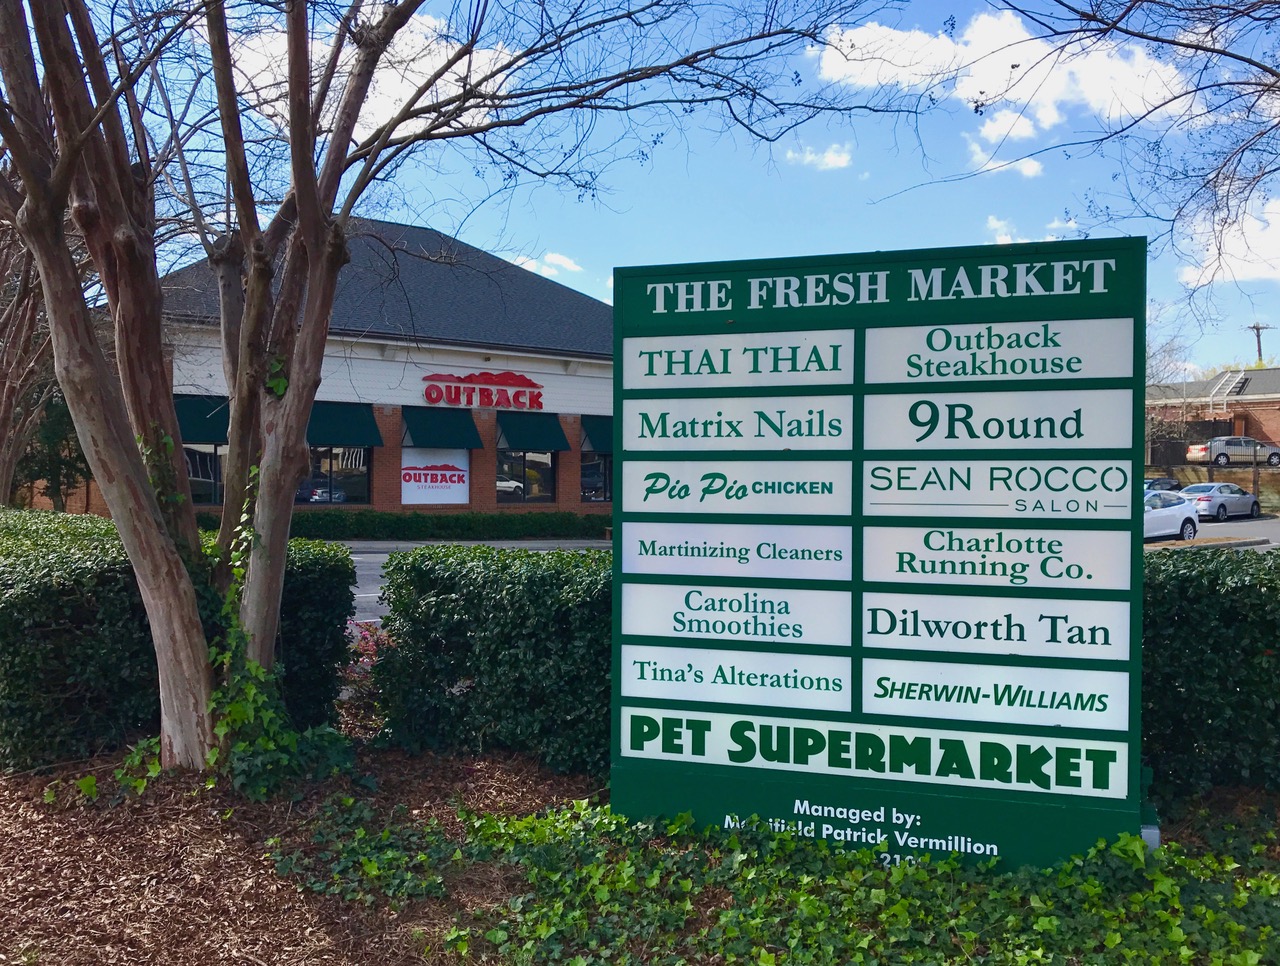 THE FRESH MARKET
THAI THAI
Outback
Steakhouse
Matrix Nails
9Round
Pio Pio CHICKEN
SEAN ROCCO
SALON
Martinizing Cleaners
Charlotte
Running Co.
Carolina
Smoothies
Dilworth Tan
Tina's Alterations
SHERWIN-WILLIAMS
PET SUPERMARKET
Managed by:
Patrick Vermillion
OUTBACK
OUTBACK
STEAKHOUSE